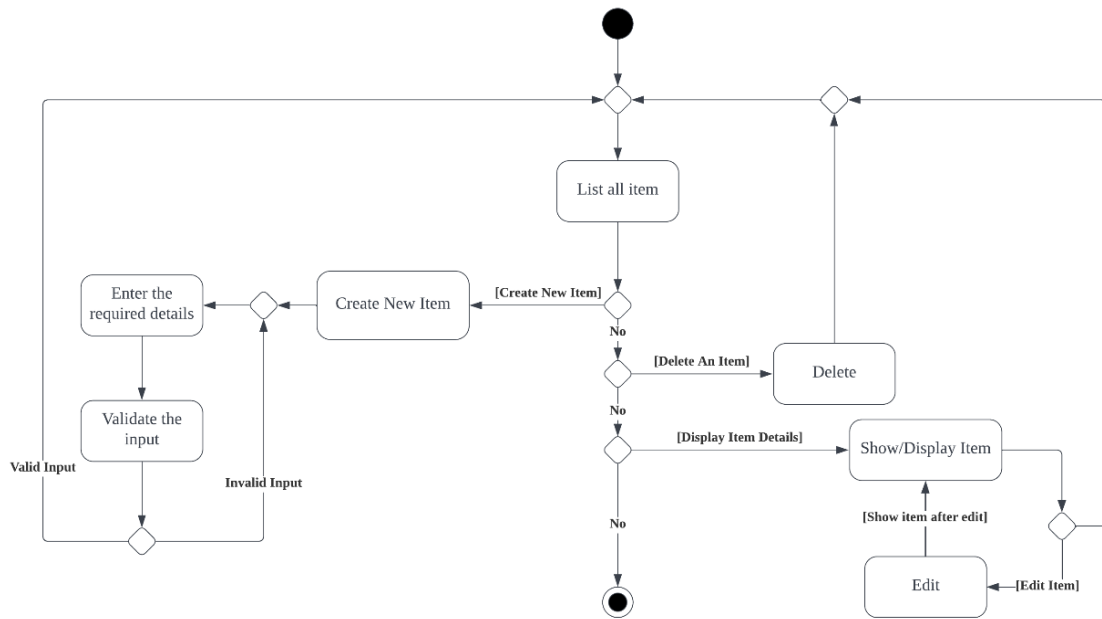 List all item
Enter the
required details
Create New Item
[Create New Item]
No
[Delete An Item]
Delete
Validate the
input
No
[Display Item Details]
Show/Display Item
Valid Input
Invalid Input
No
[Show item after edit]
Edit
[Edit Item]